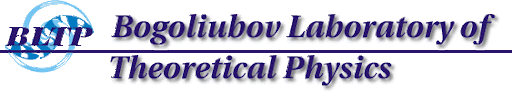 BLTP Bogoliubov Laboratory of
Theoretical Physics